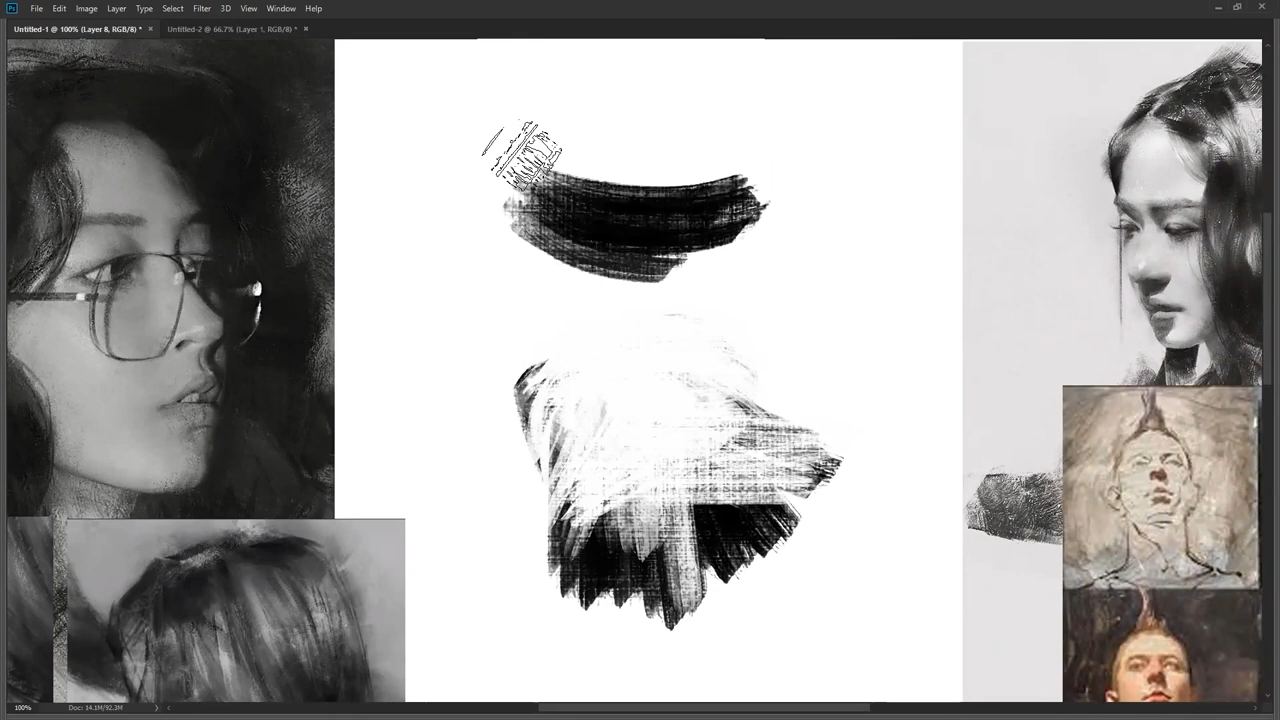 Ps File Edit Image Layer Type Select Filter 3D View Window Help
Untitled-1 @ 100% (Layer 8, RGB/8) * Untitled-2 @ 66.7% (Layer 1, RGB/8) *
100% Doc: 14.1M/92.3M